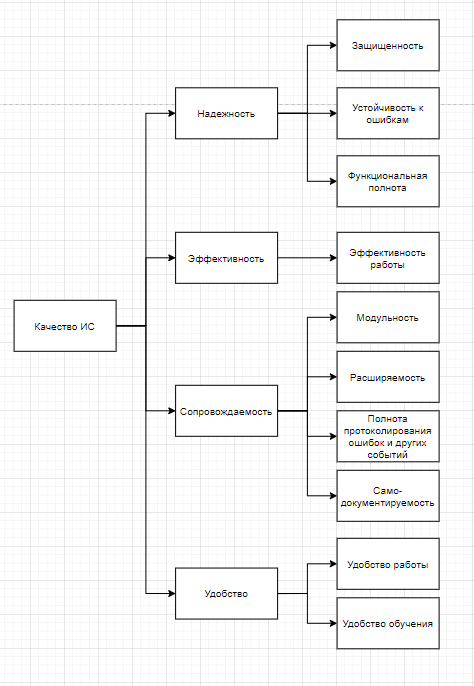 Защищенность
Надежность
Устойчивость к
ошибкам
Функциональная
полнота
Эффективность
Эффективность
работы
Качество ИС
Модульность
Расширяемость
Сопровождаемость
Полнота
протоколирования
ошибок и других
событий
Само-
документируемость
Удобство
Удобство работы
Удобство обучения